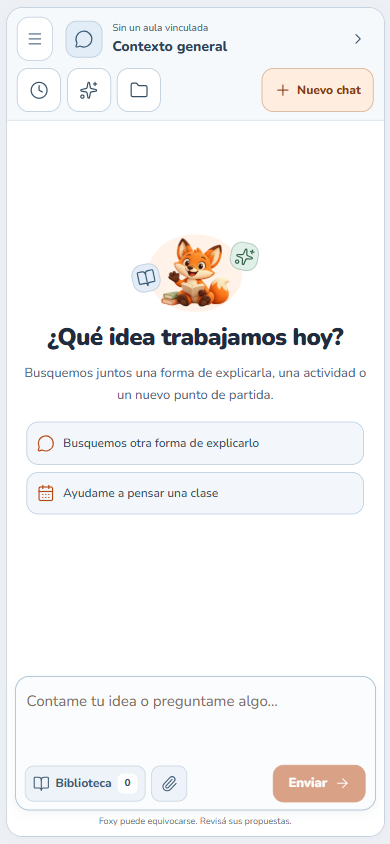 Sin un aula vinculada
Contexto general
Nuevo chat
¿Qué idea trabajamos hoy?
Busquemos juntos una forma de explicarla, una actividad o
un nuevo punto de partida.
Busquemos otra forma de explicarlo
Ayudame a pensar una clase
Contame tu idea o preguntame algo...
Biblioteca 0
Enviar
Foxy puede equivocarse. Revisá sus propuestas.